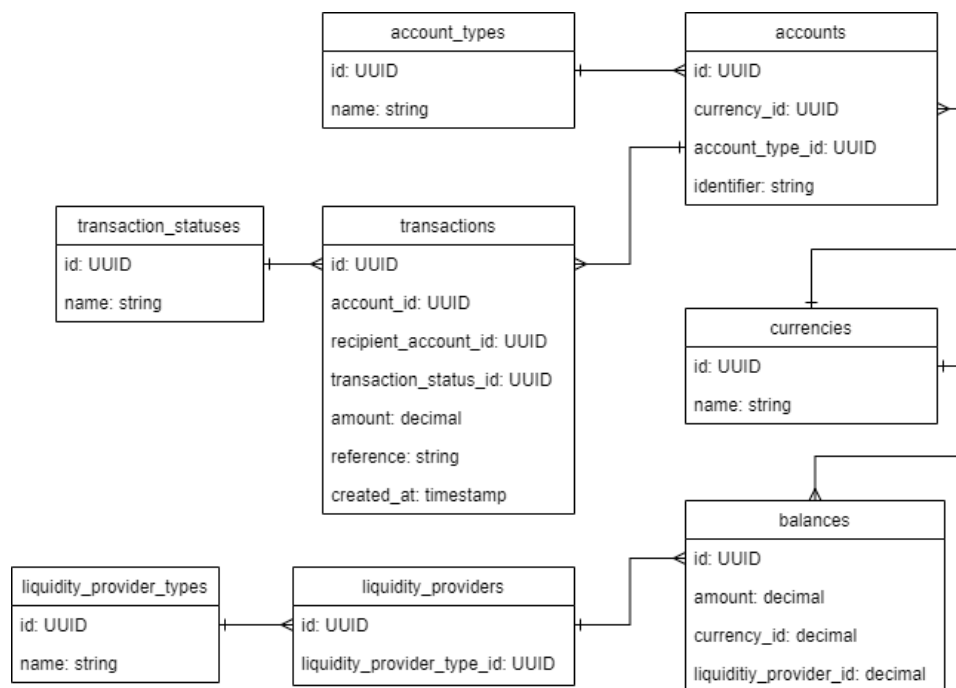 account_types
id: UUID
name: string
accounts
id: UUID
currency_id: UUID
account_type_id: UUID
identifier: string
transaction_statuses
id: UUID
name: string
transactions
id: UUID
account_id: UUID
recipient_account_id: UUID
transaction_status_id: UUID
amount: decimal
reference: string
created_at: timestamp
currencies
id: UUID
name: string
balances
id: UUID
amount: decimal
currency_id: decimal
liquiditiy_provider_id: decimal
liquidity_provider_types
id: UUID
name: string
liquidity_providers
id: UUID
liquidity_provider_type_id: UUID